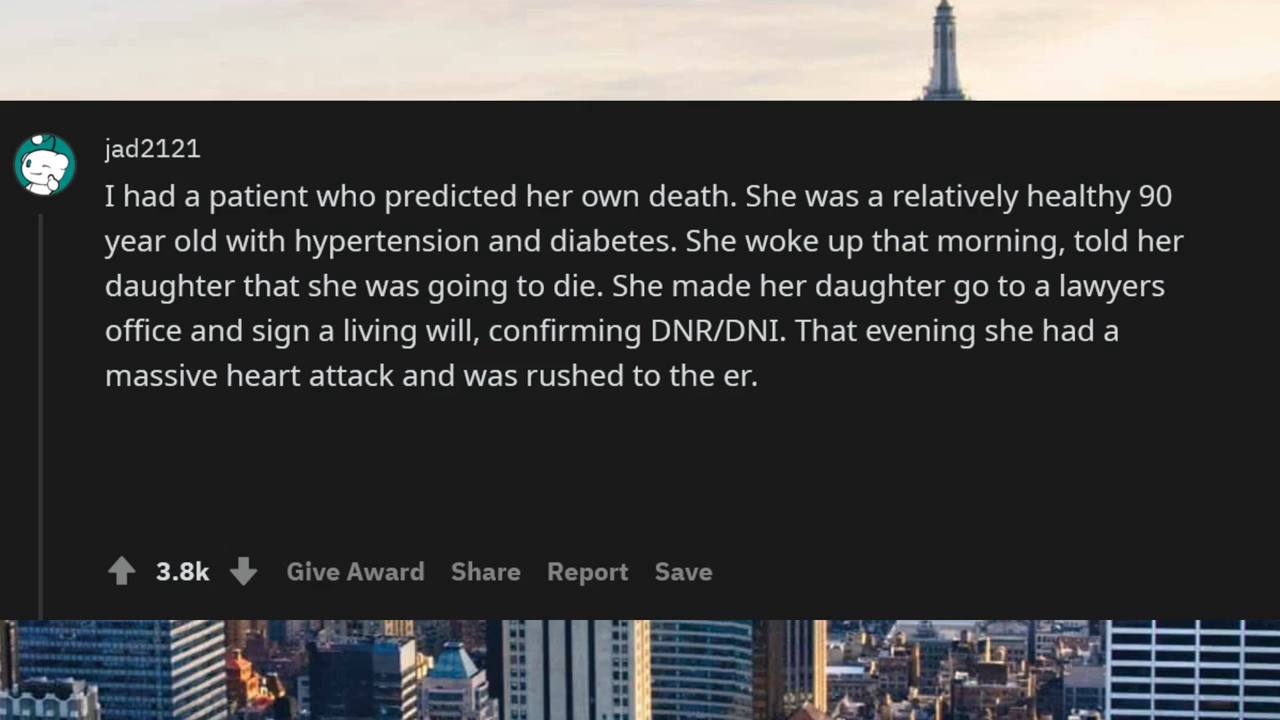 jad2121
I had a patient who predicted her own death. She was a relatively healthy 90
year old with hypertension and diabetes. She woke up that morning, told her
daughter that she was going to die. She made her daughter go to a lawyers
office and sign a living will, confirming DNR/DNI. That evening she had a
massive heart attack and was rushed to the er.
3.8k Give Award Share Report Save